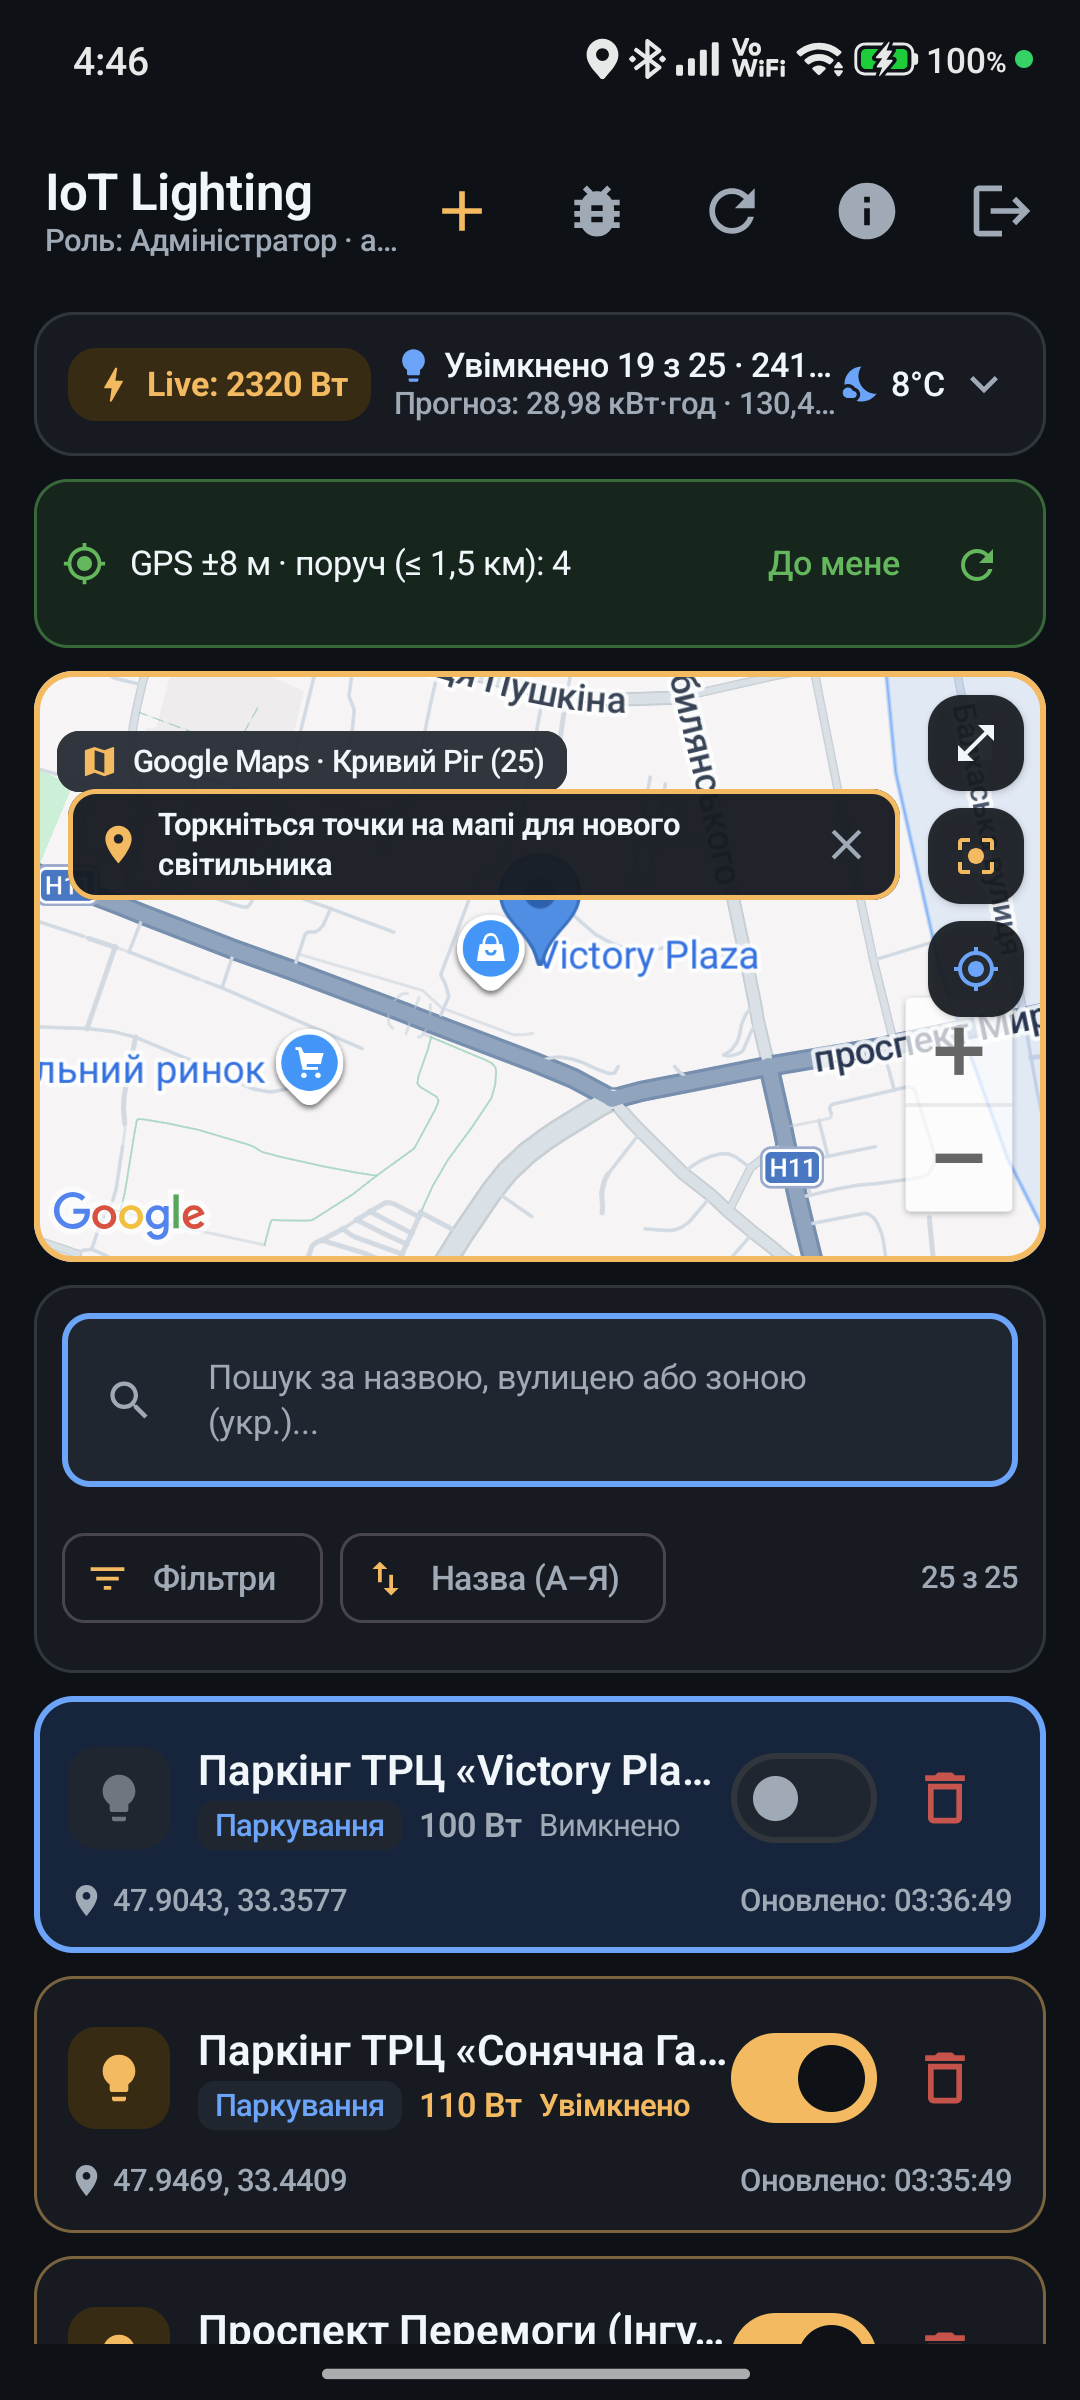 4:46
Vo
WiFi
100%
IoT Lighting
Роль: Адміністратор · а...
Live: 2320 Вт
Увімкнено 19 з 25 · 241...
Прогноз: 28,98 кВт·год · 130,4...
8°C
GPS ±8 м · поруч (≤ 1,5 км): 4
До мене
Пушкіна
Google Maps · Кривий Ріг (25)
Торкніться точки на мапі для нового
світильника
Victory Plaza
льний ринок
проспект Мир
H11
Google
Пошук за назвою, вулицею або зоною
(укр.)...
Фільтри
Назва (А–Я)
25 з 25
Паркінг ТРЦ «Victory Pla...
Паркування
100 Вт
Вимкнено
47.9043, 33.3577
Оновлено: 03:36:49
Паркінг ТРЦ «Сонячна Га...
Паркування
110 Вт
Увімкнено
47.9469, 33.4409
Оновлено: 03:35:49
Проспект Перемоги (Інгу...